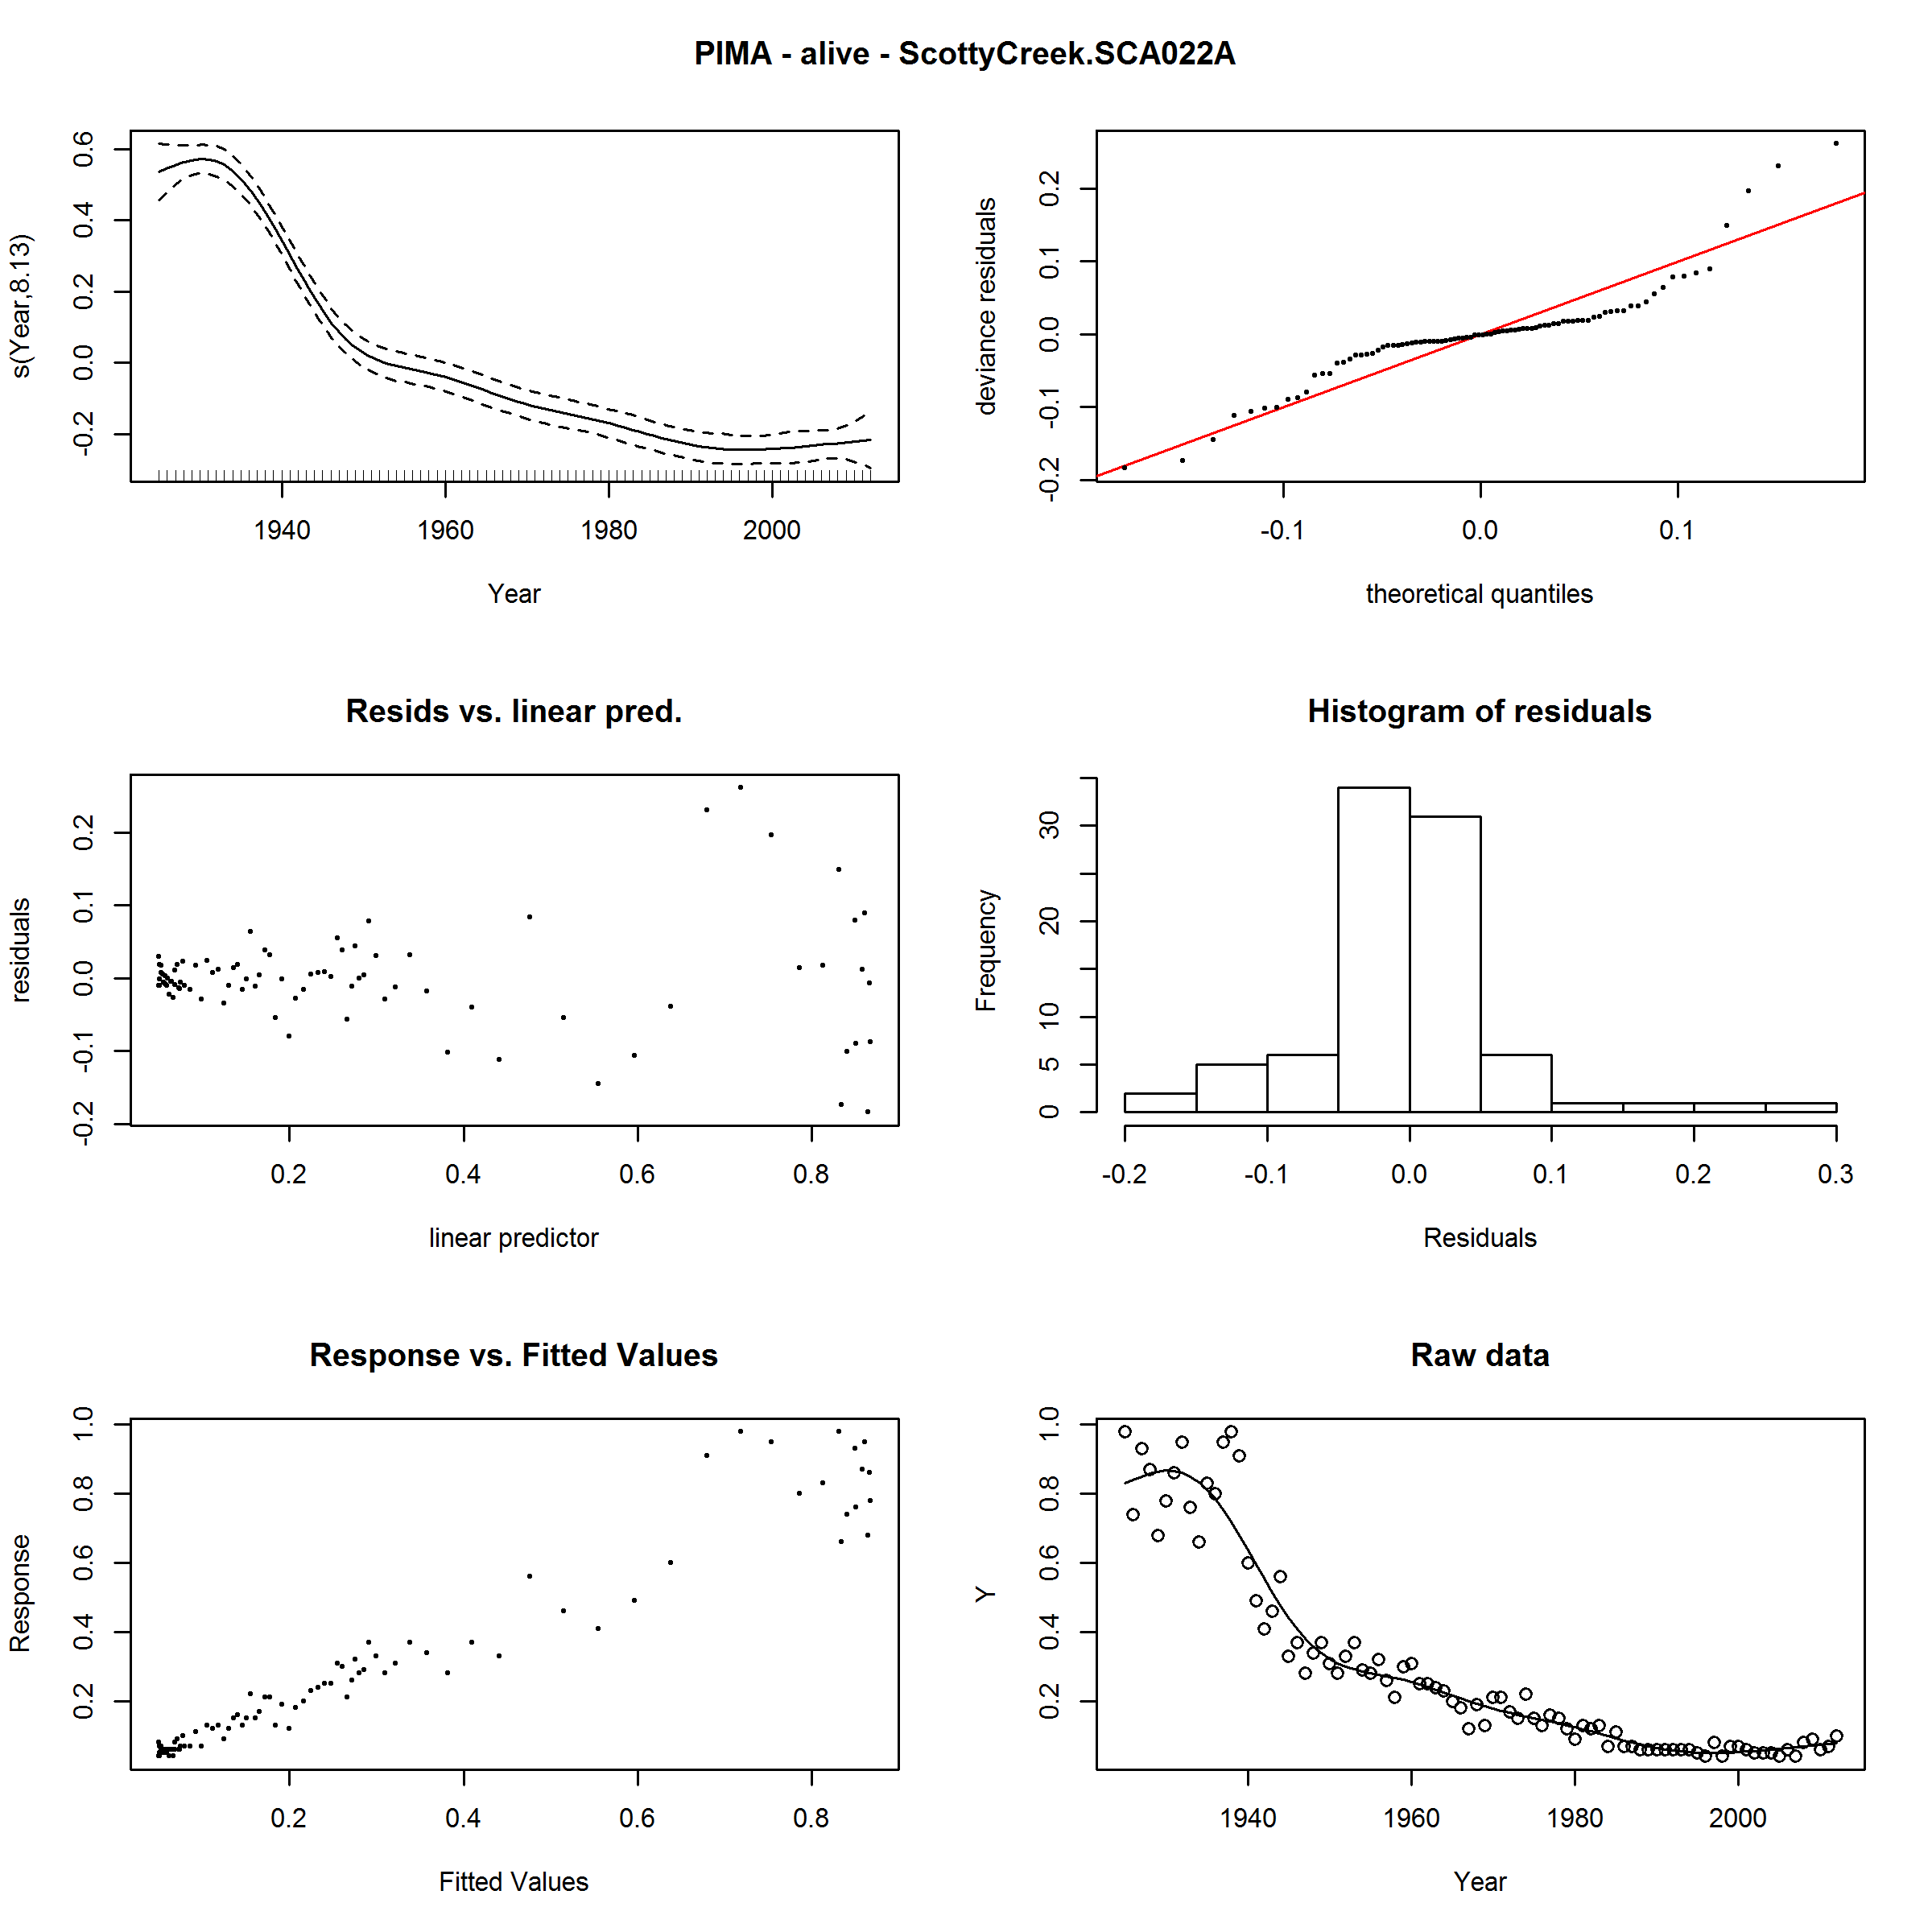 PIMA - alive - ScottyCreek.SCA022A
s(Year,8.13)
-0.2 0.0 0.2 0.4 0.6
1940 1960 1980 2000
Year
deviance residuals
-0.2 -0.1 0.0 0.1 0.2
-0.1 0.0 0.1
theoretical quantiles
Resids vs. linear pred.
residuals
-0.2 -0.1 0.0 0.1 0.2
0.2 0.4 0.6 0.8
linear predictor
Histogram of residuals
Frequency
0 5 10 20 30
-0.2 -0.1 0.0 0.1 0.2 0.3
Residuals
Response vs. Fitted Values
Response
0.2 0.4 0.6 0.8 1.0
0.2 0.4 0.6 0.8
Fitted Values
Raw data
Y
0.2 0.4 0.6 0.8 1.0
1940 1960 1980 2000
Year